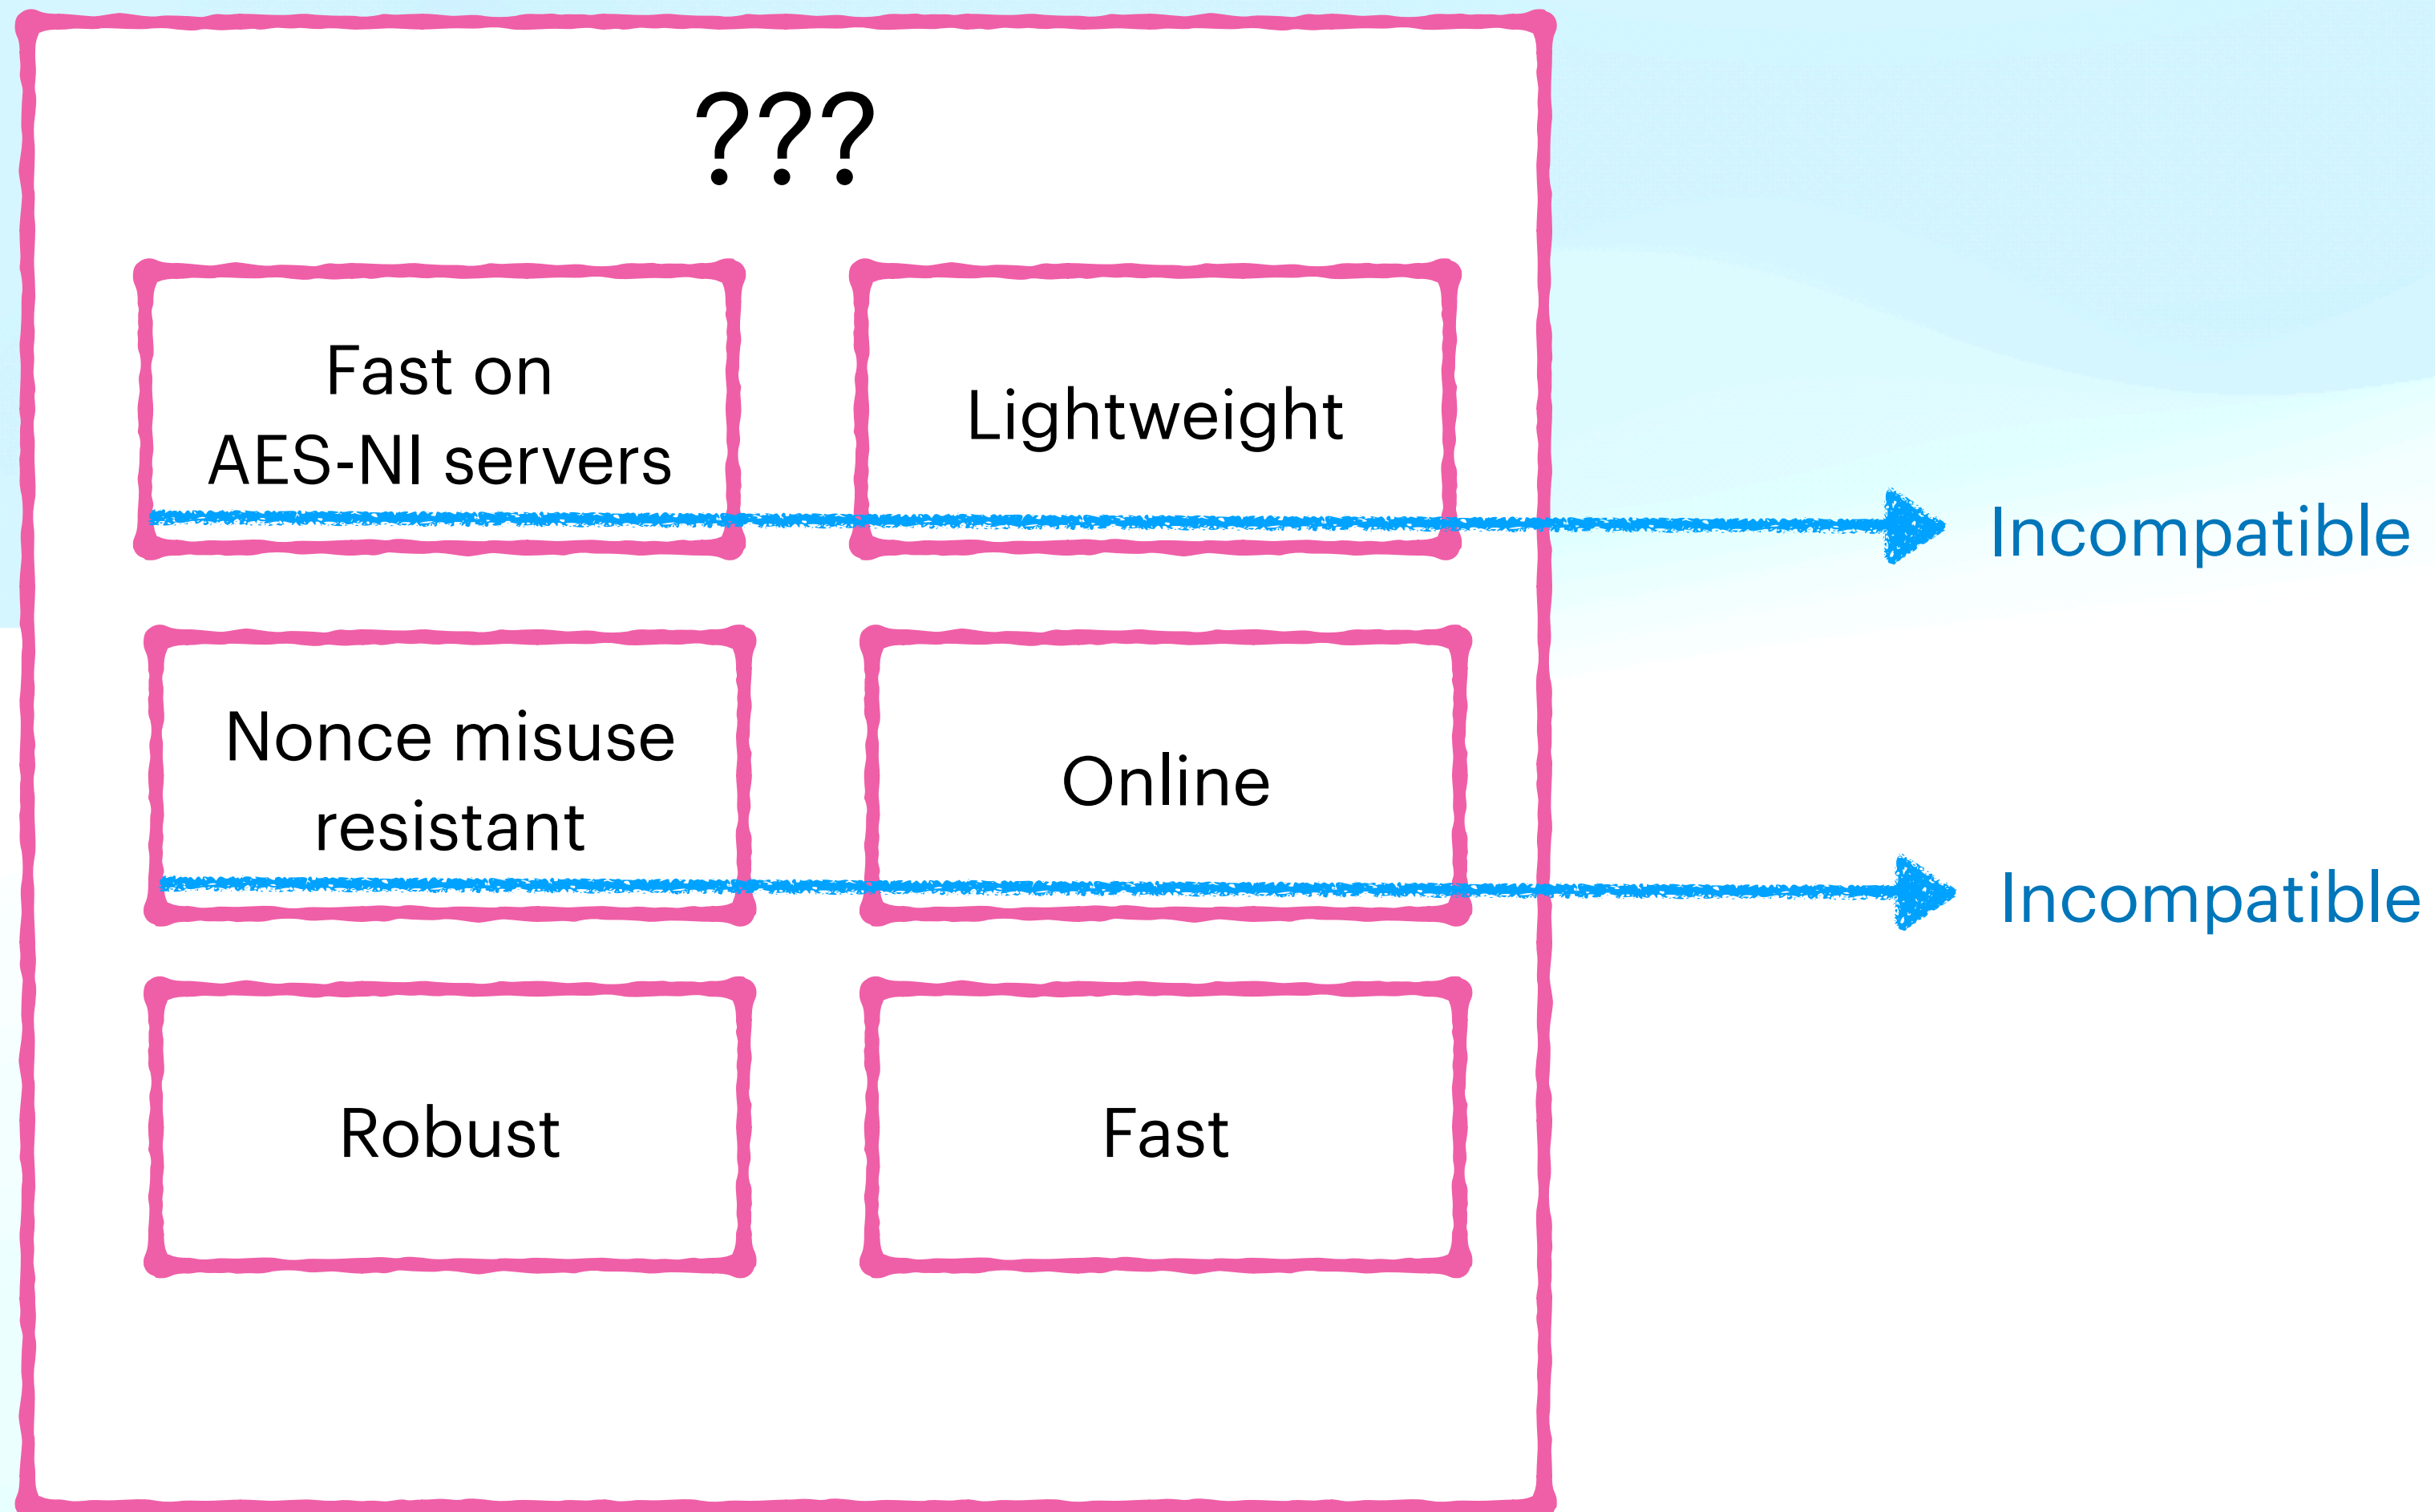 ???
Fast on
AES-NI servers
Lightweight
Incompatible
Nonce misuse
resistant
Online
Incompatible
Robust
Fast